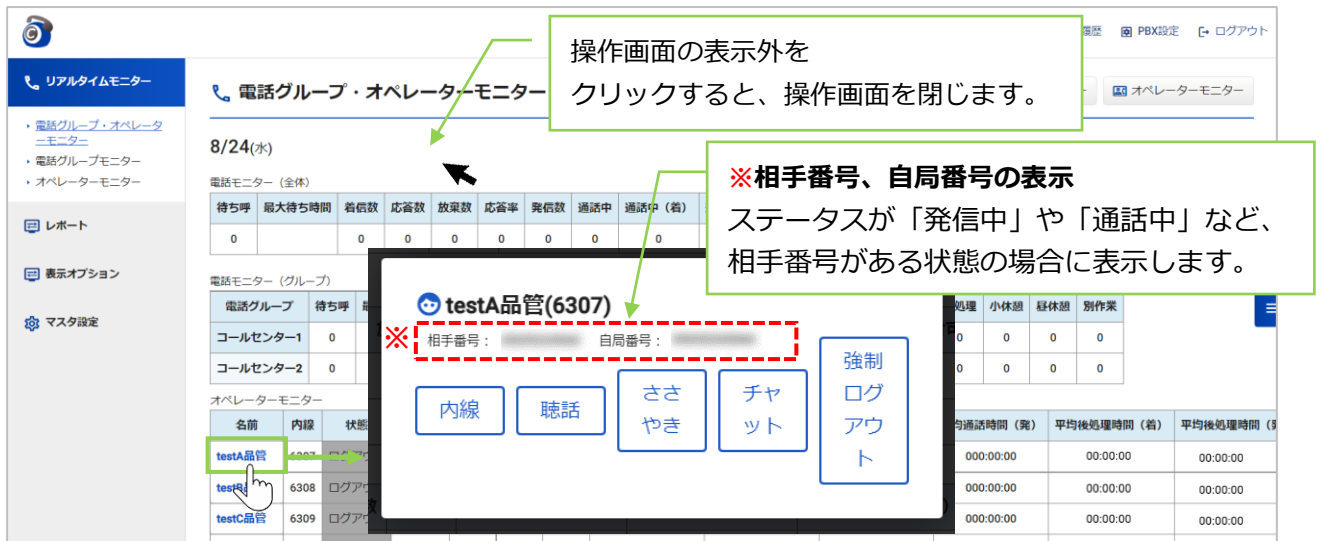 操作画面の表示外を
クリックすると、操作画面を閉じます。
PBX設定
ログアウト
リアルタイムモニター
電話グループ・オペレータ
ーモニター
電話グループモニター
オペレーターモニター
レポート
表示オプション
マスタ設定
電話グループ・オペレーターモニター
オペレーターモニター
8/24(水)
※相手番号、自局番号の表示
ステータスが「発信中」や「通話中」など、
相手番号がある状態の場合に表示します。
電話モニター（全体）
待ち呼 最大待ち時間 着信数 応答数 放棄数 応答率 発信数 通話中 通話中（着）
0 0 0 0 0 0 0 0
電話モニター（グループ）
電話グループ 待ち呼 処理 小休憩 昼休憩 別作業
コールセンター1 0 0 0 0 0
コールセンター2 0 0 0 0 0
testA品管(6307)
※
相手番号： 自局番号：
内線
聴話
ささ
やき
チャ
ット
強制
ログ
アウ
ト
オペレーターモニター
名前 内線 状態 通話時間（発） 平均後処理時間（着） 平均後処理時間（発
testA品管 6307 ログアウ 000:00:00 00:00:00 00:00:00
6308 ログアウ 000:00:00 00:00:00 00:00:00
testC品管 6309 ログアウ 000:00:00 00:00:00 00:00:00